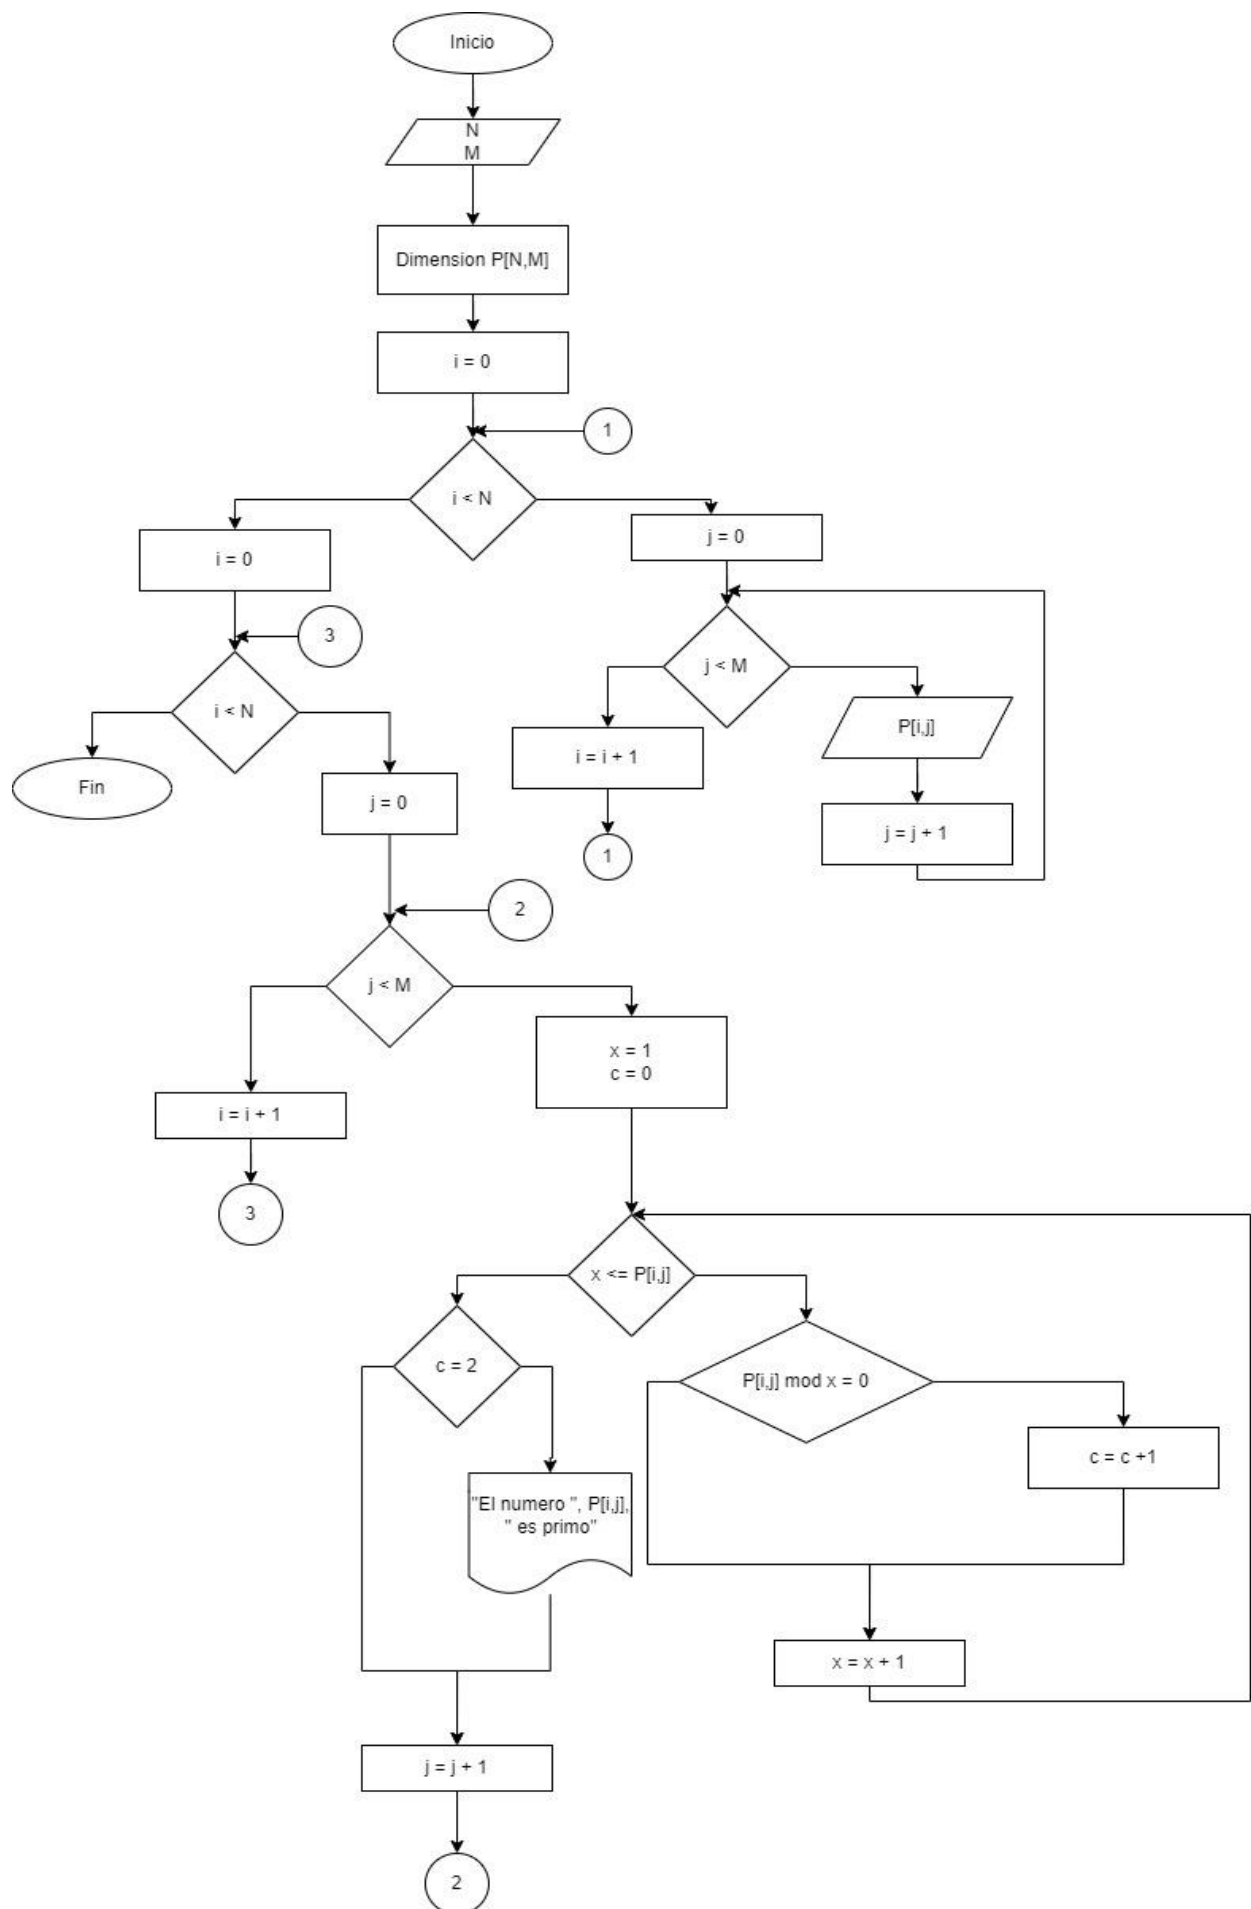 Inicio
N
M
Dimension P[N,M]
i = 0
1
i < N
i = 0
j = 0
3
i < N
j < M
Fin
j = 0
i = i + 1
P[i,j]
j = j + 1
1
2
j < M
x = 1
c = 0
i = i + 1
3
x <= P[i,j]
c = 2
P[i,j] mod x = 0
c = c +1
"El numero ", P[i,j],
" es primo"
x = x + 1
j = j + 1
2